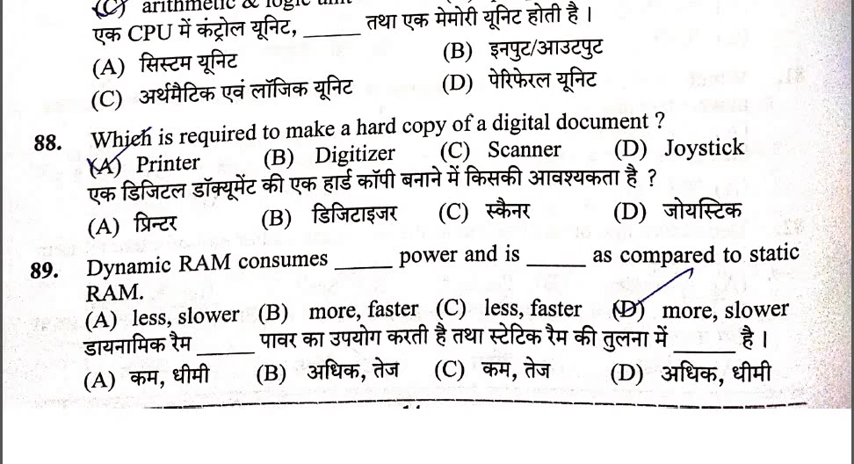 (C) arithmetic & logic unit
एक CPU में कंट्रोल यूनिट, ______ तथा एक मेमोरी यूनिट होती है ।
(A) सिस्टम यूनिट (B) इनपुट/आउटपुट
(C) अर्थमैटिक एवं लॉजिक यूनिट (D) पेरिफेरल यूनिट
88. Which is required to make a hard copy of a digital document ?
(A) Printer (B) Digitizer (C) Scanner (D) Joystick
एक डिजिटल डॉक्यूमेंट की एक हार्ड कॉपी बनाने में किसकी आवश्यकता है ?
(A) प्रिन्टर (B) डिजिटाइजर (C) स्कैनर (D) जोयस्टिक
89. Dynamic RAM consumes ______ power and is ______ as compared to static
RAM.
(A) less, slower (B) more, faster (C) less, faster (D) more, slower
डायनामिक रैम ______ पावर का उपयोग करती है तथा स्टेटिक रैम की तुलना में ______ है ।
(A) कम, धीमी (B) अधिक, तेज (C) कम, तेज (D) अधिक, धीमी